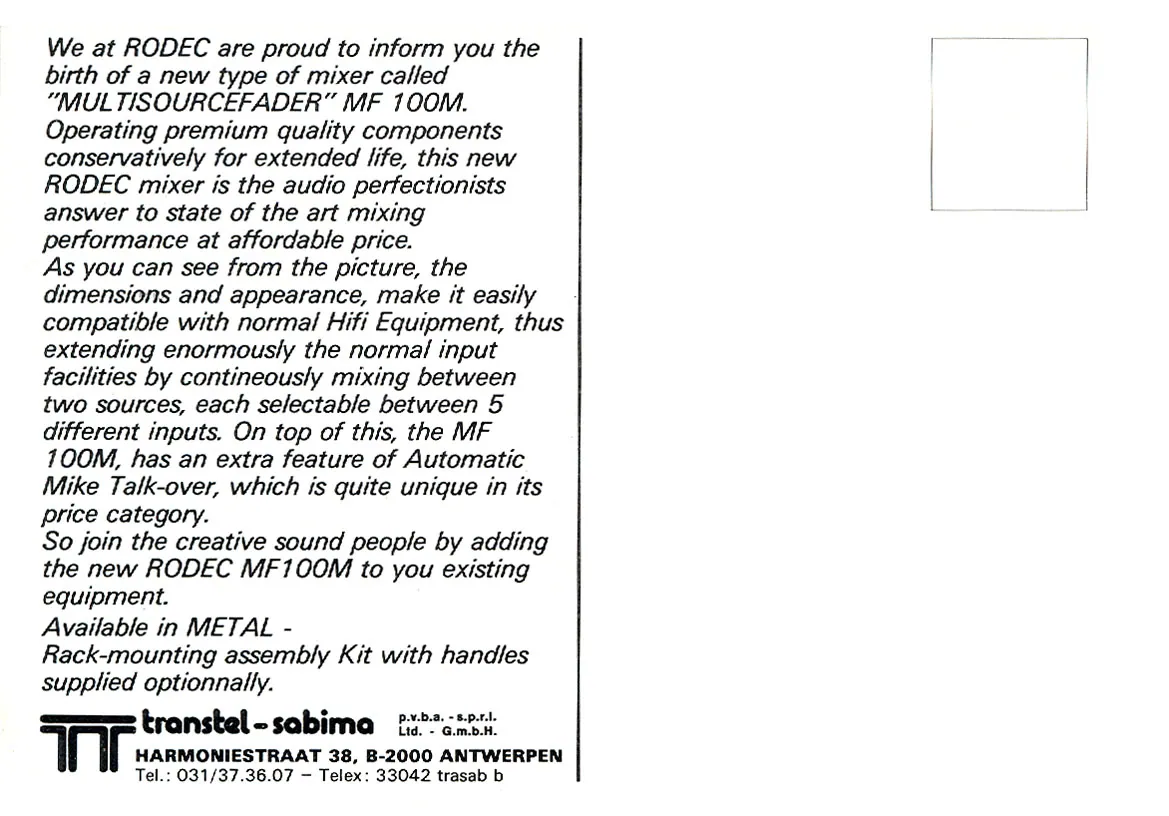 We at RODEC are proud to inform you the
birth of a new type of mixer called
"MULTISOURCEFADER" MF 100M.
Operating premium quality components
conservatively for extended life, this new
RODEC mixer is the audio perfectionists
answer to state of the art mixing
performance at affordable price.
As you can see from the picture, the
dimensions and appearance, make it easily
compatible with normal Hifi Equipment, thus
extending enormously the normal input
facilities by contineously mixing between
two sources, each selectable between 5
different inputs. On top of this, the MF
100M, has an extra feature of Automatic
Mike Talk-over, which is quite unique in its
price category.
So join the creative sound people by adding
the new RODEC MF100M to you existing
equipment.
Available in METAL -
Rack-mounting assembly Kit with handles
supplied optionnally.
transtel-sabima p.v.b.a. - s.p.r.l.
Ltd. - G.m.b.H.
HARMONIESTRAAT 38, B-2000 ANTWERPEN
Tel.: 031/37.36.07 – Telex: 33042 trasab b